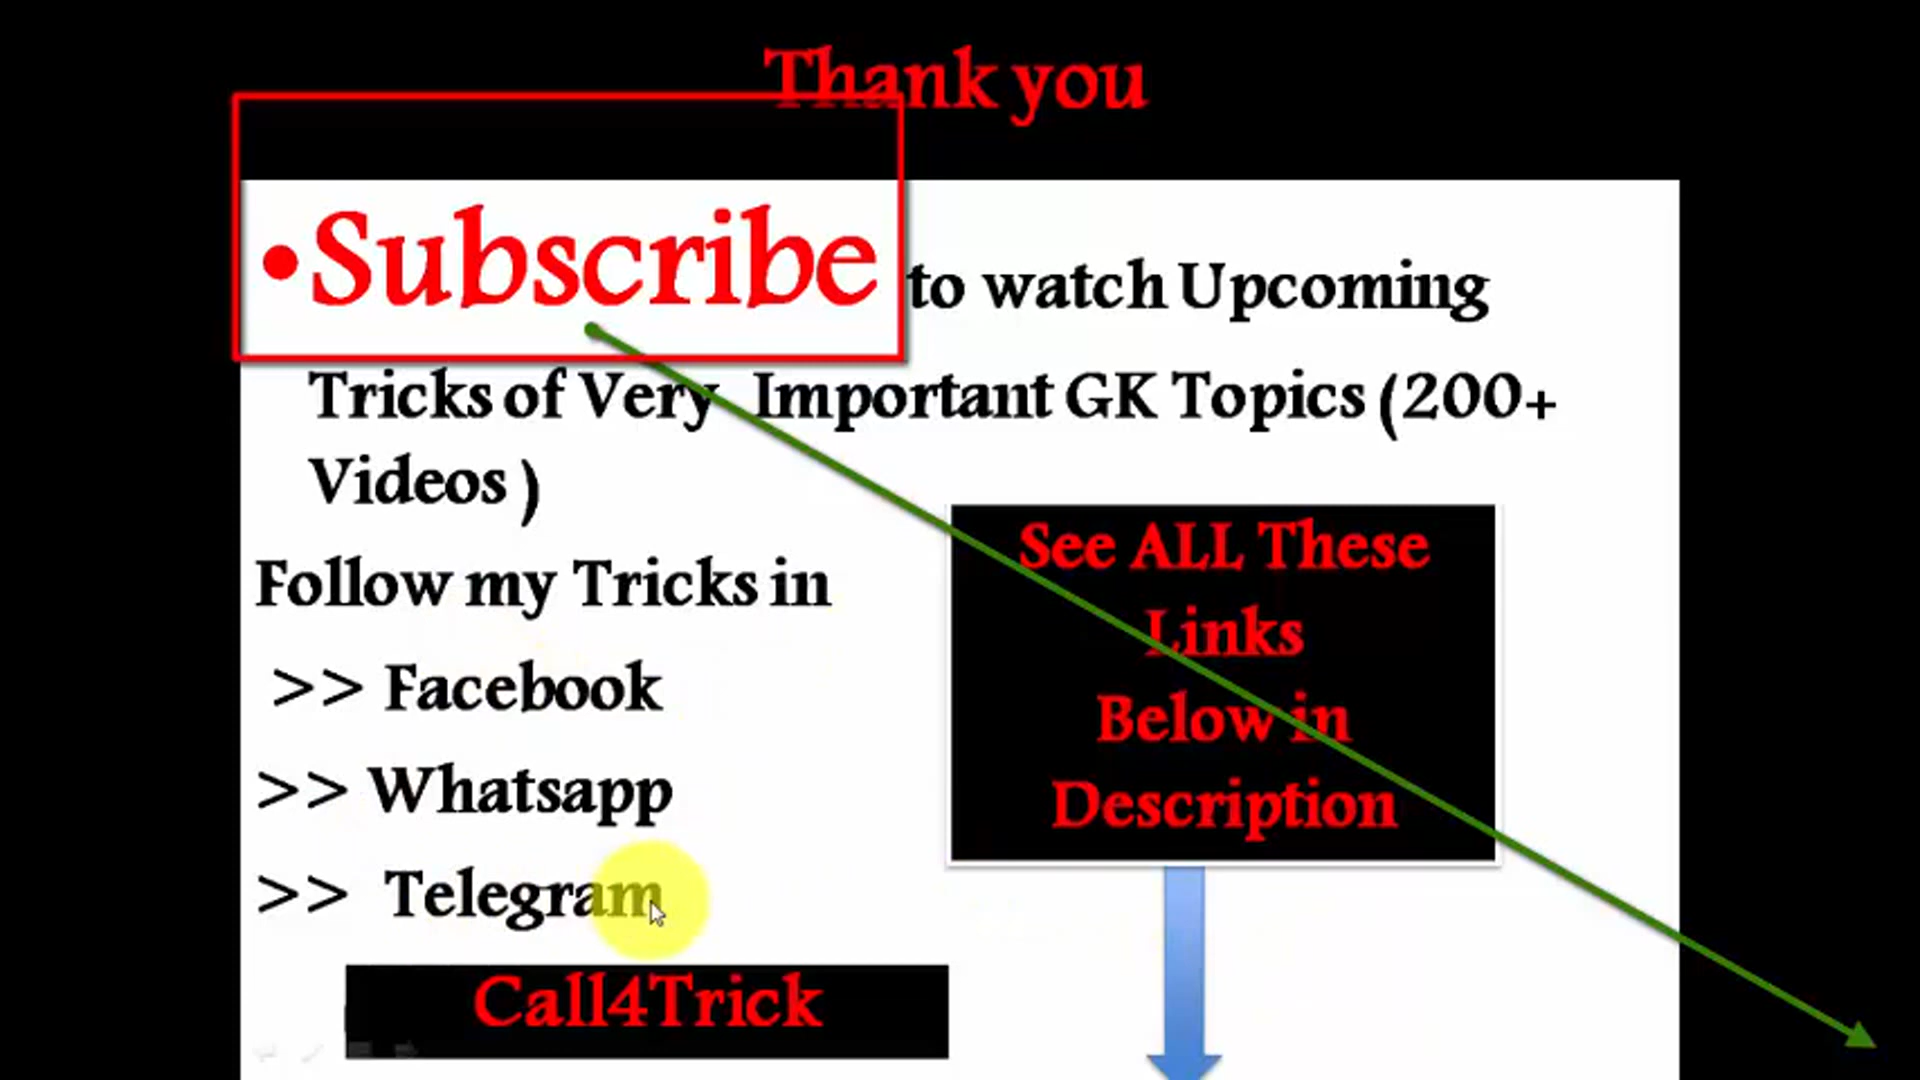 Thank you
•Subscribe to watch Upcoming
Tricks of Very Important GK Topics (200+
Videos )
Follow my Tricks in
>> Facebook
>> Whatsapp
>> Telegram
See ALL These
Links
Below in
Description
Call4Trick